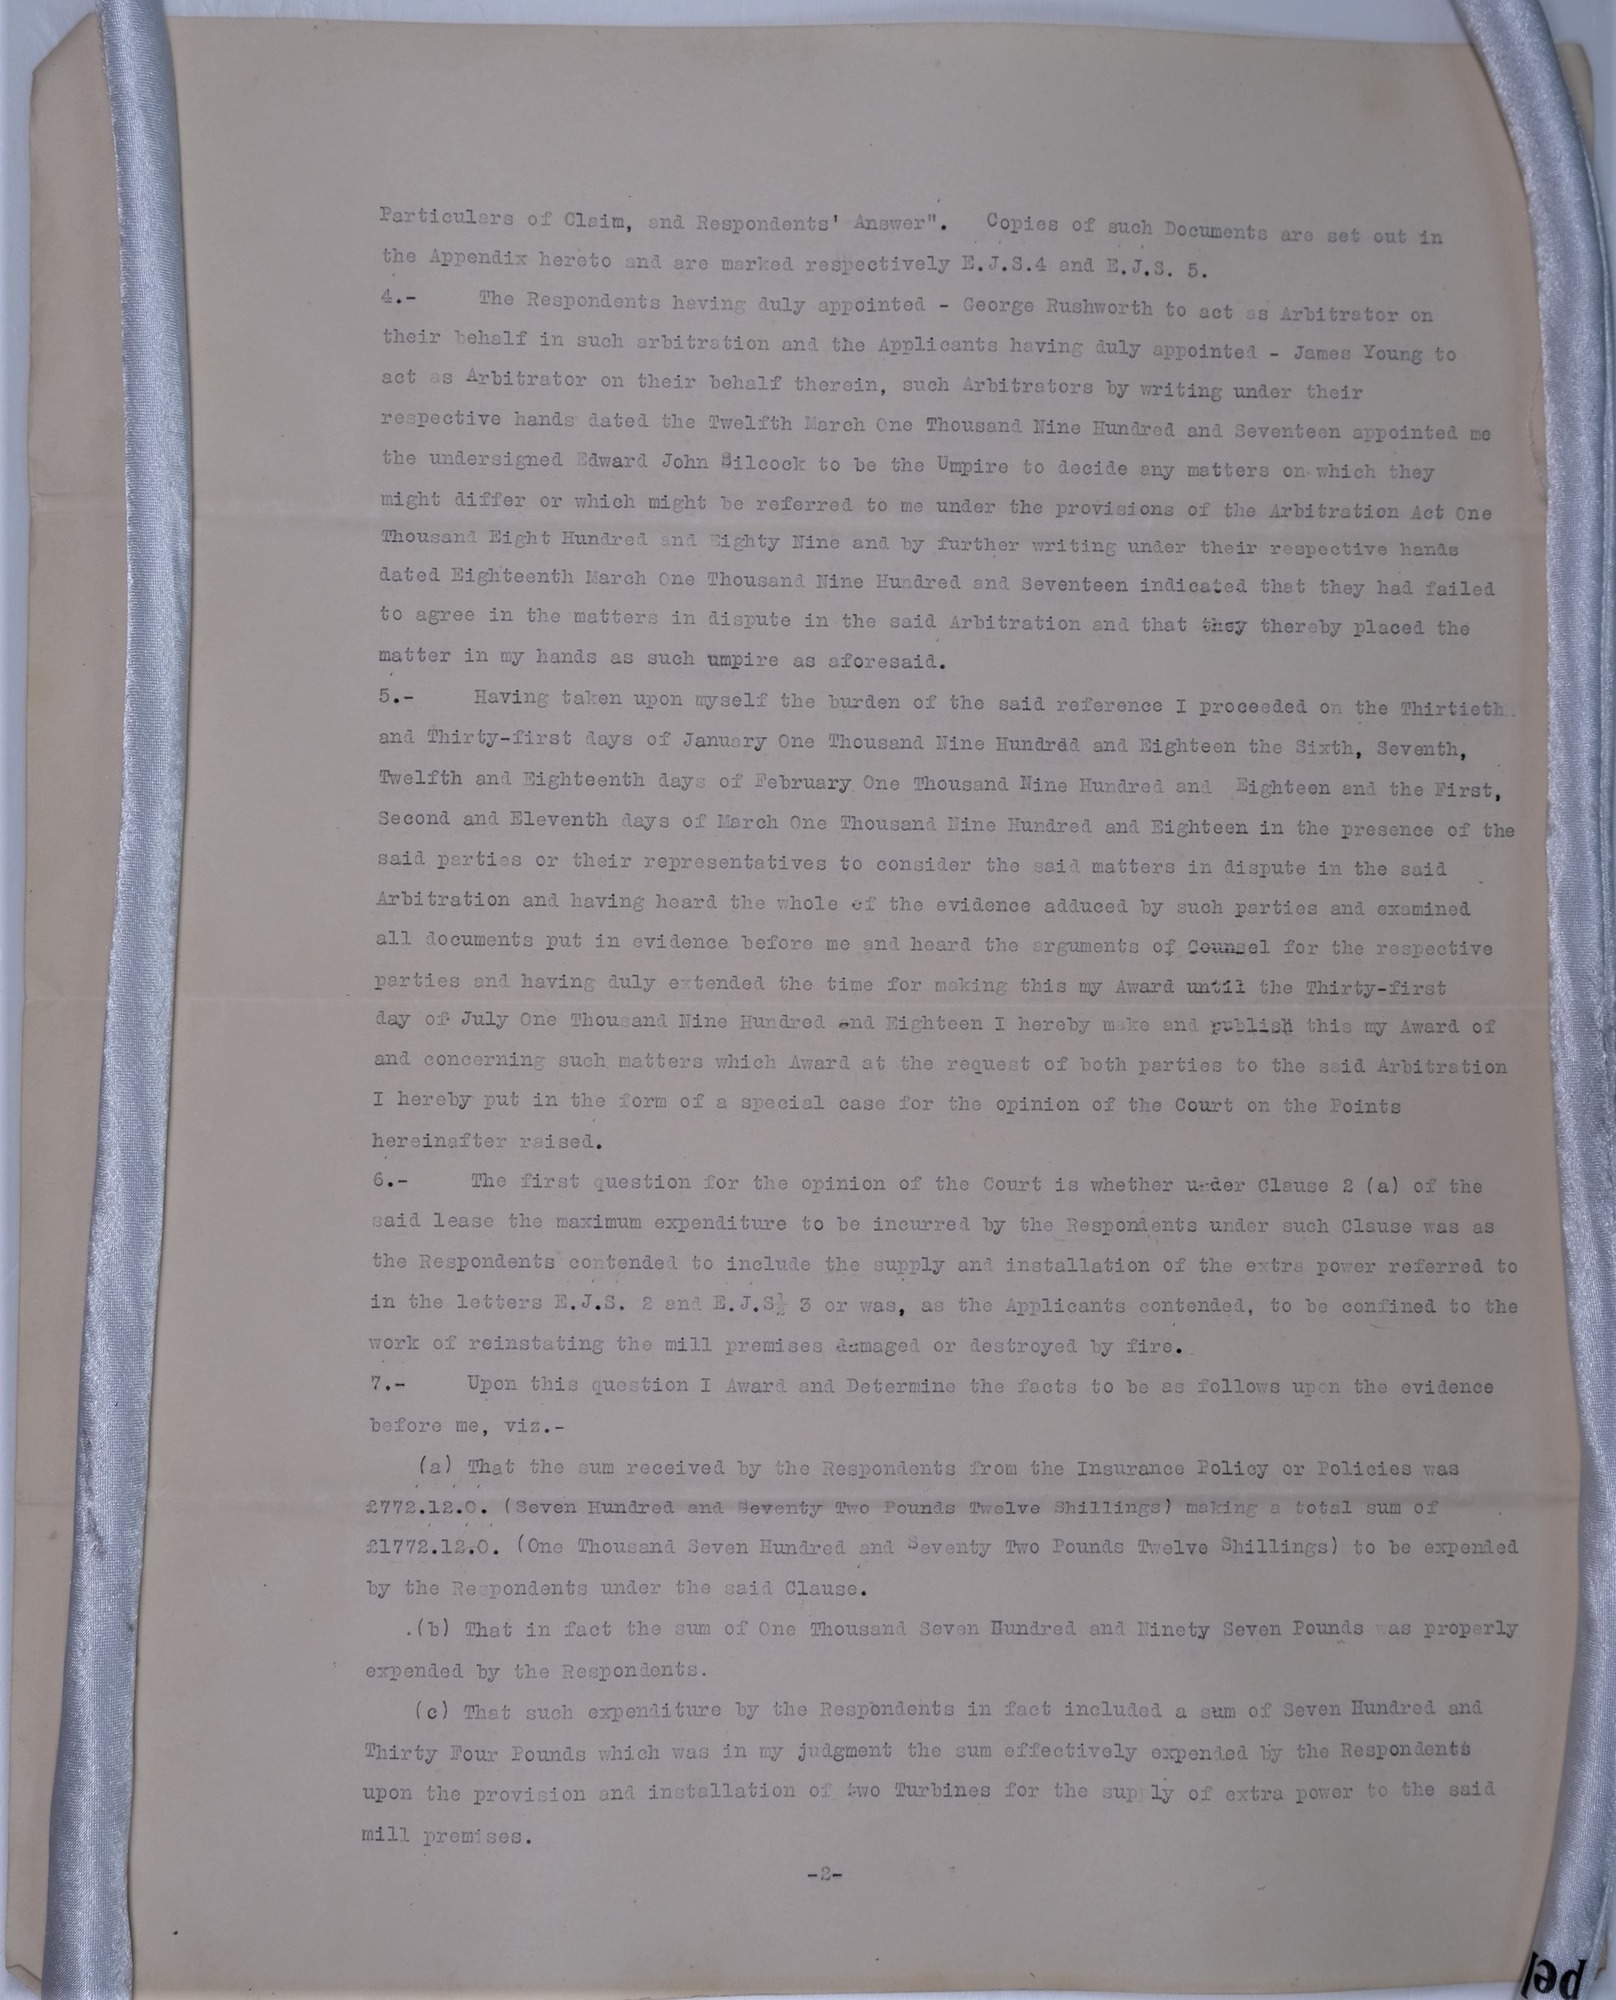 Particulars of Claim, and Respondents' Answer". Copies of such Documents are set out in
the Appendix hereto and are marked respectively E.J.S.4 and E.J.S. 5.
4.- The Respondents having duly appointed - George Rushworth to act as Arbitrator on
their behalf in such arbitration and the Applicants having duly appointed - James Young to
act as Arbitrator on their behalf therein, such Arbitrators by writing under their
respective hands dated the Twelfth March One Thousand Nine Hundred and Seventeen appointed me
the undersigned Edward John Silcock to be the Umpire to decide any matters on which they
might differ or which might be referred to me under the provisions of the Arbitration Act One
Thousand Eight Hundred and Eighty Nine and by further writing under their respective hands
dated Eighteenth March One Thousand Nine Hundred and Seventeen indicated that they had failed
to agree in the matters in dispute in the said Arbitration and that they thereby placed the
matter in my hands as such umpire as aforesaid.
5.- Having taken upon myself the burden of the said reference I proceeded on the Thirtieth
and Thirty-first days of January One Thousand Nine Hundrdd and Eighteen the Sixth, Seventh,
Twelfth and Eighteenth days of February One Thousand Nine Hundred and Eighteen and the First,
Second and Eleventh days of March One Thousand Nine Hundred and Eighteen in the presence of the
said parties or their representatives to consider the said matters in dispute in the said
Arbitration and having heard the whole of the evidence adduced by such parties and examined
all documents put in evidence before me and heard the arguments of Counsel for the respective
parties and having duly extended the time for making this my Award until the Thirty-first
day of July One Thousand Nine Hundred and Eighteen I hereby make and publish this my Award of
and concerning such matters which Award at the request of both parties to the said Arbitration
I hereby put in the form of a special case for the opinion of the Court on the Points
hereinafter raised.
6.- The first question for the opinion of the Court is whether under Clause 2 (a) of the
said lease the maximum expenditure to be incurred by the Respondents under such Clause was as
the Respondents contended to include the supply and installation of the extra power referred to
in the letters E.J.S. 2 and E.J.S. 3 or was, as the Applicants contended, to be confined to the
work of reinstating the mill premises damaged or destroyed by fire.
7.- Upon this question I Award and Determine the facts to be as follows upon the evidence
before me, viz.-
(a) That the sum received by the Respondents from the Insurance Policy or Policies was
£772.12.0. (Seven Hundred and Seventy Two Pounds Twelve Shillings) making a total sum of
£1772.12.0. (One Thousand Seven Hundred and Seventy Two Pounds Twelve Shillings) to be expended
by the Respondents under the said Clause.
.(b) That in fact the sum of One Thousand Seven Hundred and Ninety Seven Pounds was properly
expended by the Respondents.
(c) That such expenditure by the Respondents in fact included a sum of Seven Hundred and
Thirty Four Pounds which was in my judgment the sum effectively expended by the Respondents
upon the provision and installation of two Turbines for the supply of extra power to the said
mill premises.
-2-